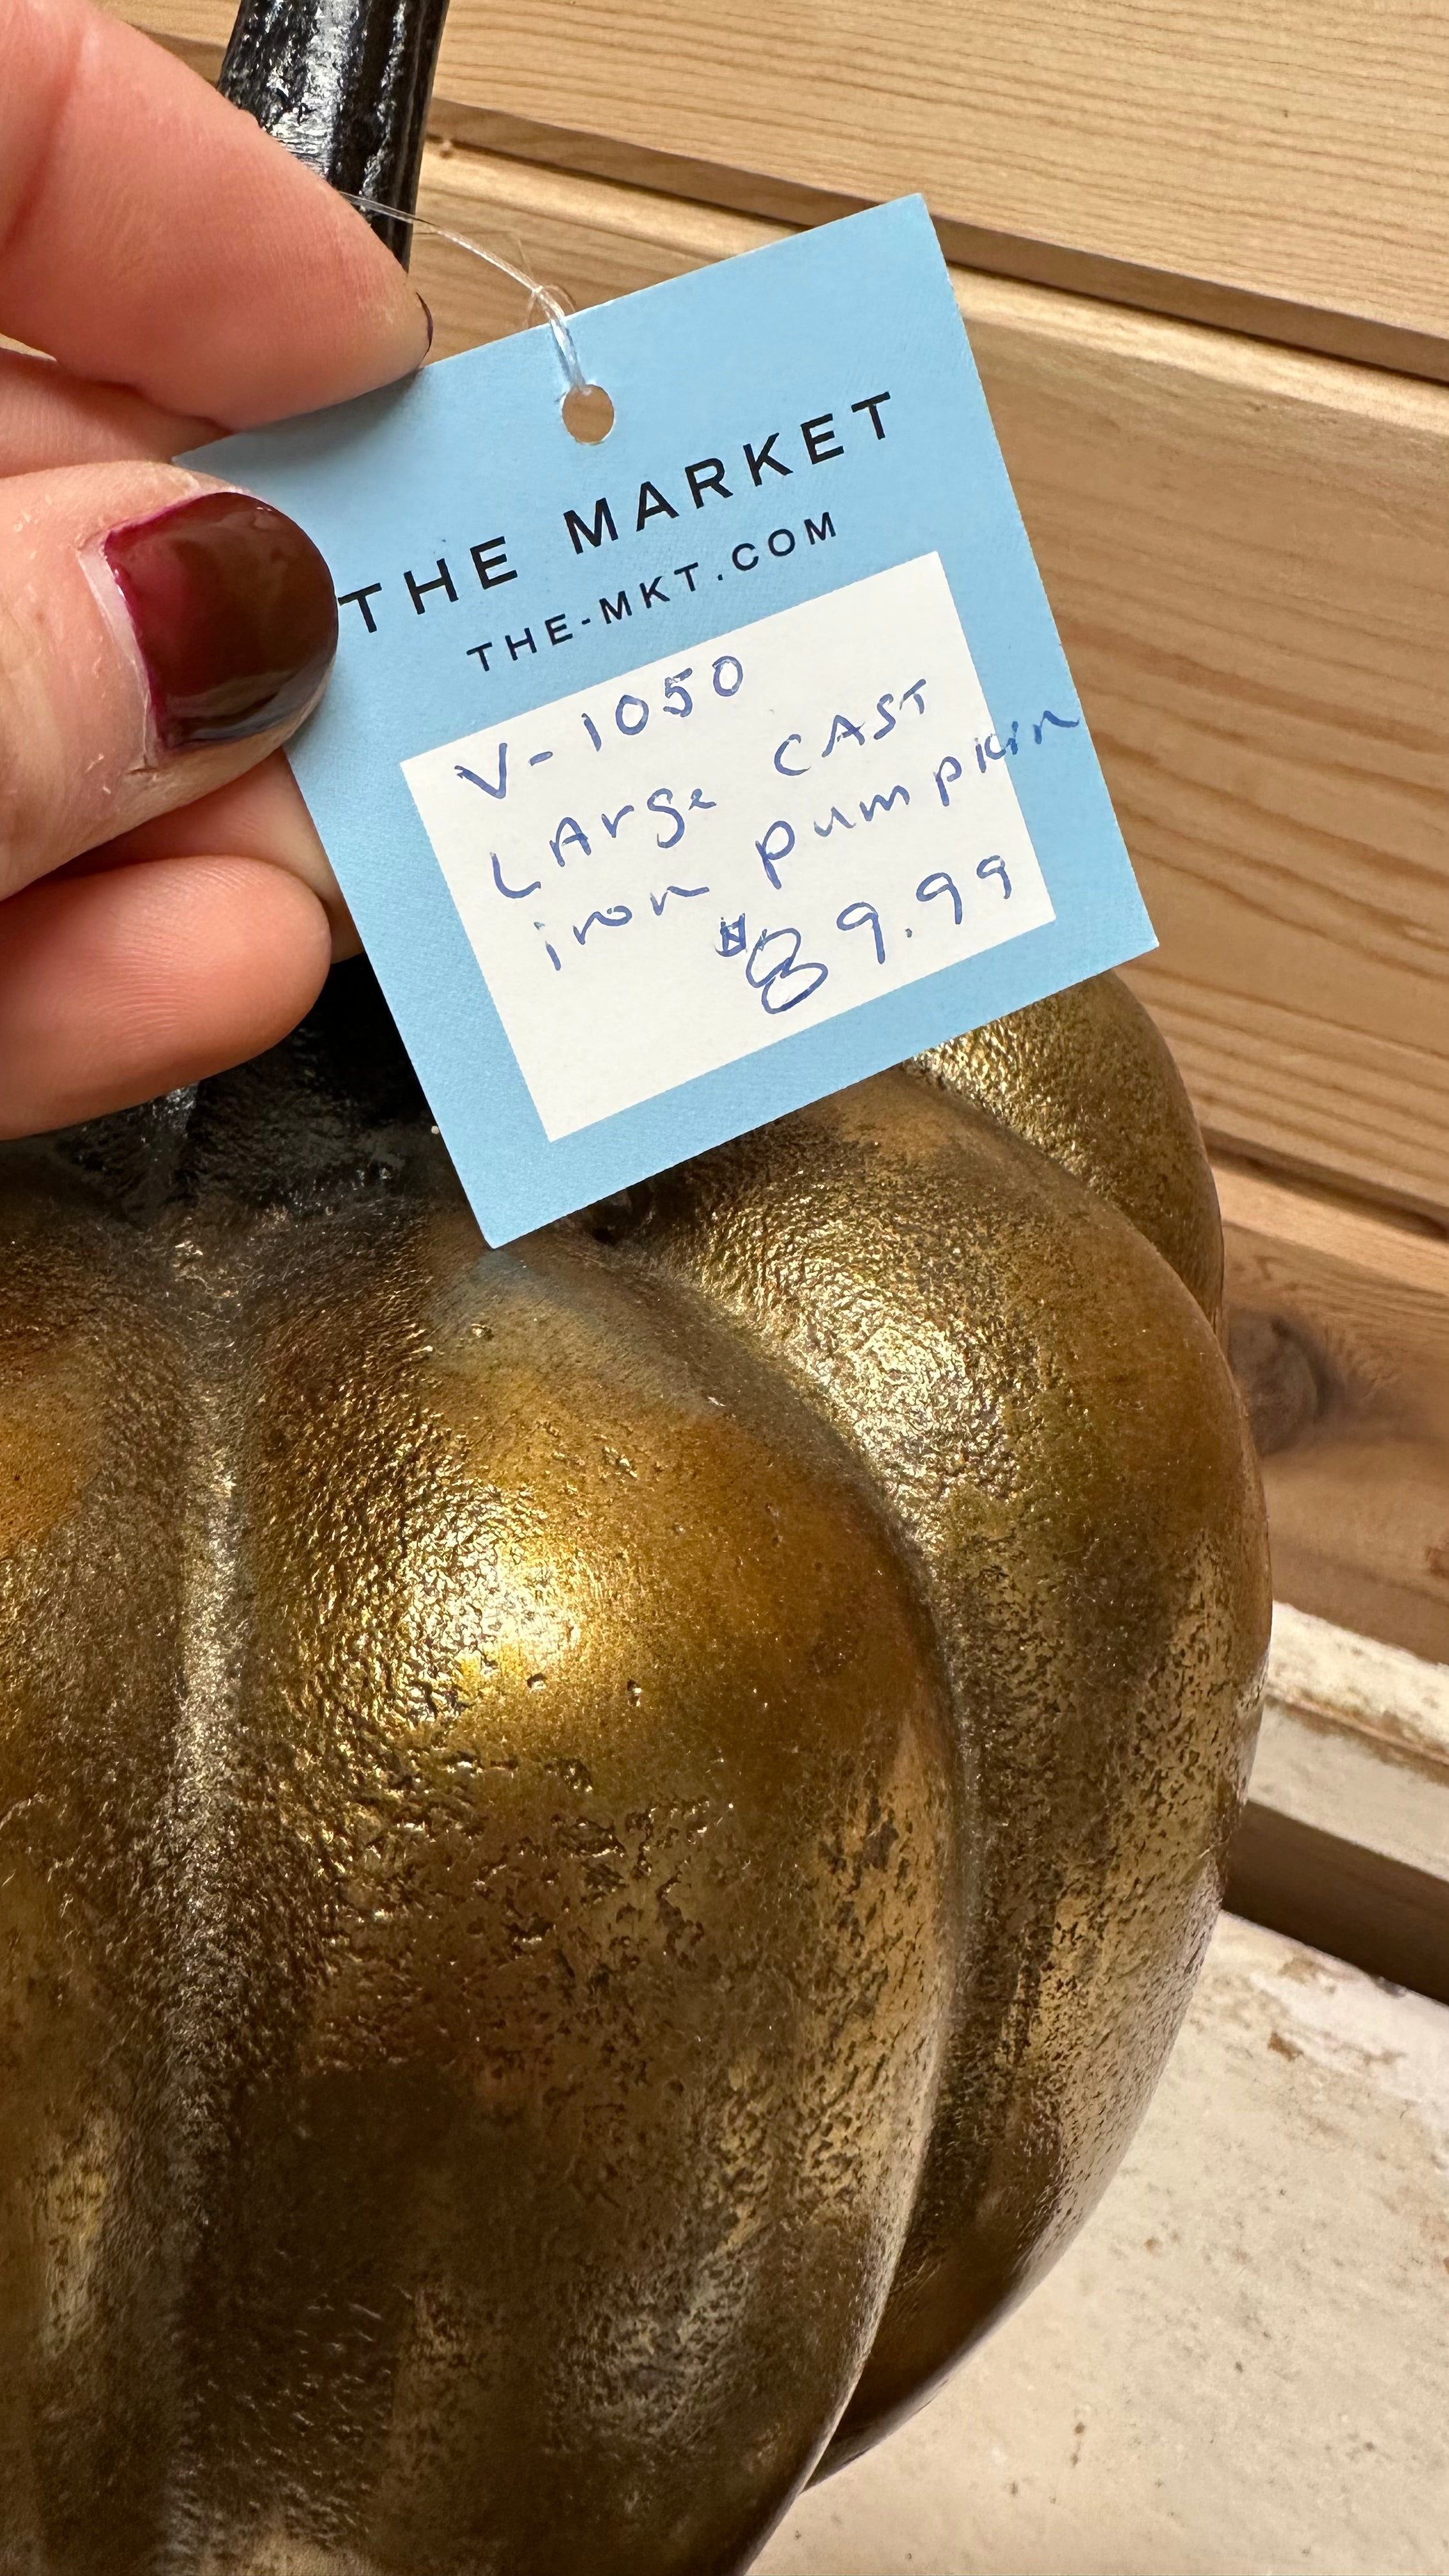 THE MARKET
THE-MKT.COM
V-1050
LArge CAST
iron pumpkin
$89.99